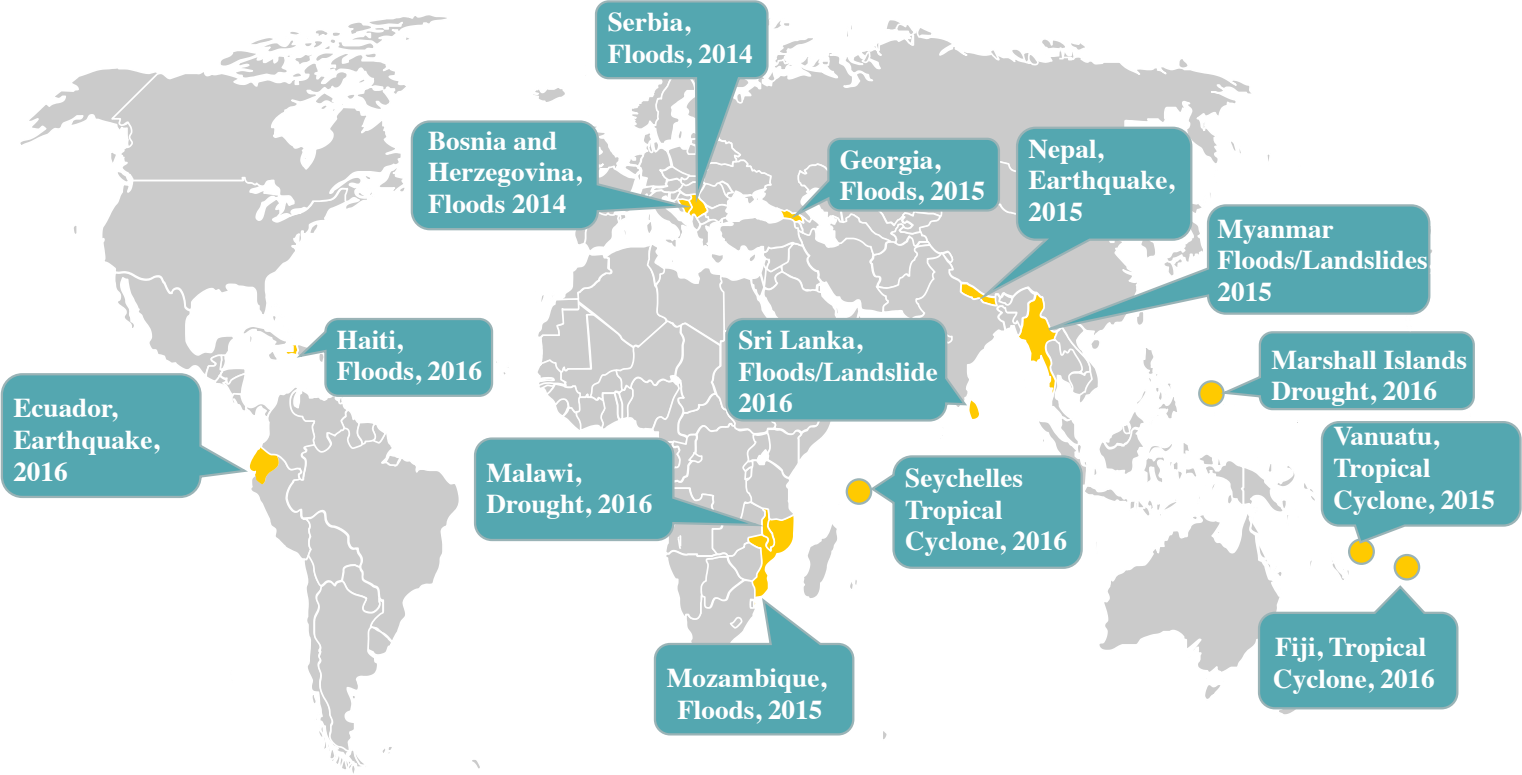 Serbia,
Floods, 2014
Bosnia and
Herzegovina,
Floods 2014
Georgia,
Floods, 2015
Nepal,
Earthquake,
2015
Myanmar
Floods/Landslides
2015
Haiti,
Floods, 2016
Sri Lanka,
Floods/Landslide
2016
Marshall Islands
Drought, 2016
Ecuador,
Earthquake,
2016
Malawi,
Drought, 2016
Seychelles
Tropical
Cyclone, 2016
Vanuatu,
Tropical
Cyclone, 2015
Mozambique,
Floods, 2015
Fiji, Tropical
Cyclone, 2016